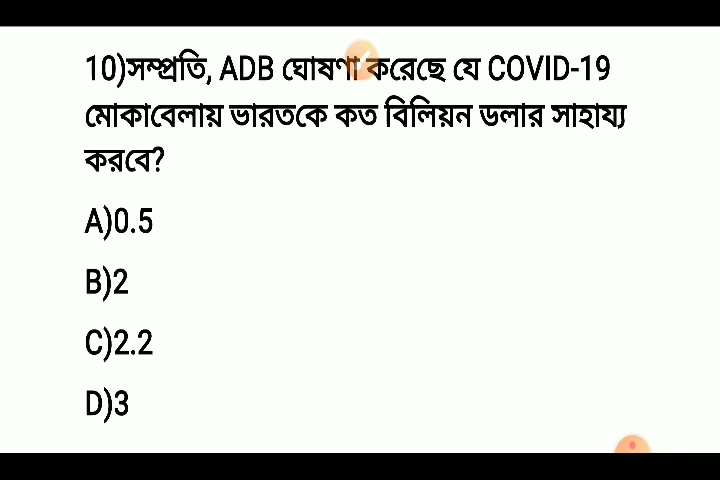 10)সম্প্রতি, ADB ঘোষণা করেছে যে COVID-19
মোকাবেলায় ভারতকে কত বিলিয়ন ডলার সাহায্য
করবে?
A)0.5
B)2
C)2.2
D)3